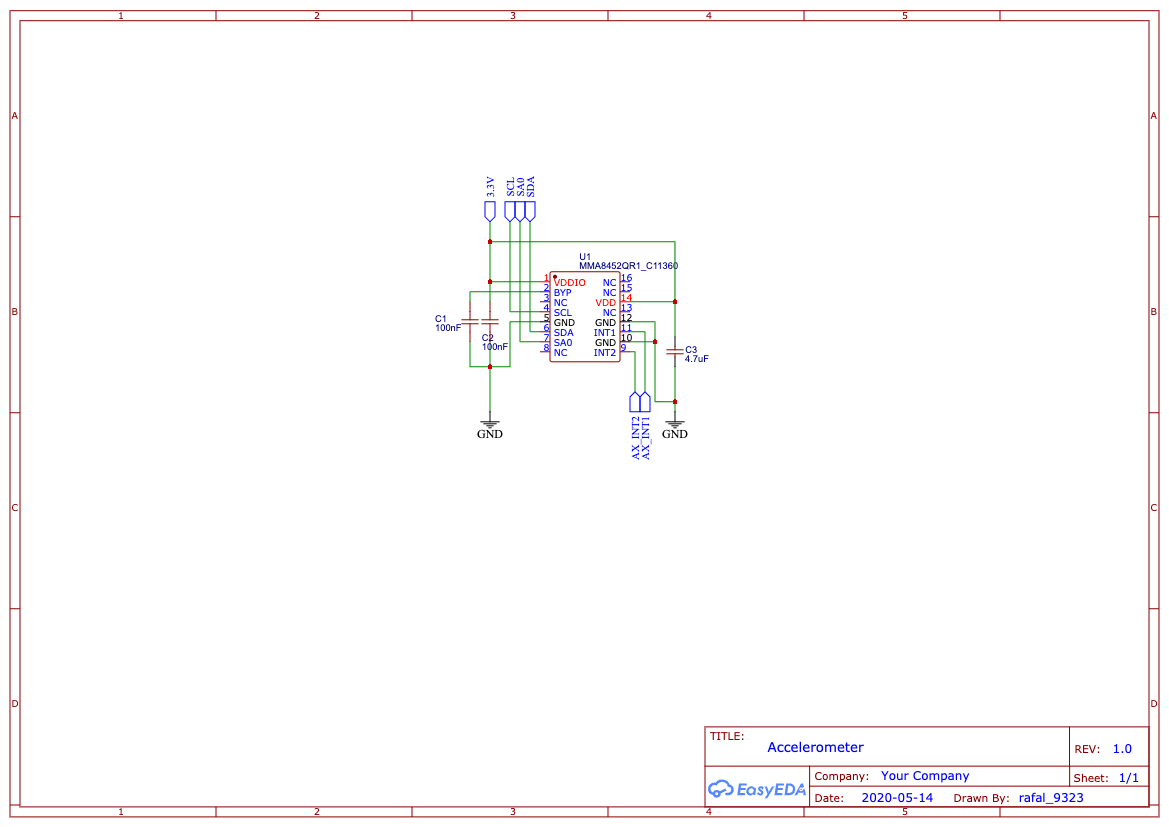 1 2 3 4 5
A A
B B
C C
D D
3.3V SCL SA0 SDA
U1
MMA8452QR1_C11360
1 VDDIO NC 16
2 BYP NC 15
3 NC VDD 14
4 SCL NC 13
5 GND GND 12
6 SDA INT1 11
7 SA0 GND 10
8 NC INT2 9
C1
100nF
C2
100nF
C3
4.7uF
GND
AX_INT2
AX_INT1
GND
TITLE:
Accelerometer
REV: 1.0
EasyEDA
Company: Your Company
Sheet: 1/1
Date: 2020-05-14 Drawn By: rafal_9323
1 2 3 4 5